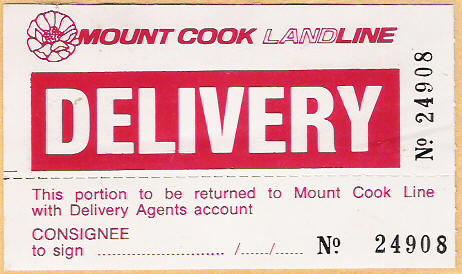 MOUNT COOK LANDLINE
DELIVERY
Nº 24908
This portion to be returned to Mount Cook Line
with Delivery Agents account
CONSIGNEE
to sign ........................ /....../...... Nº 24908